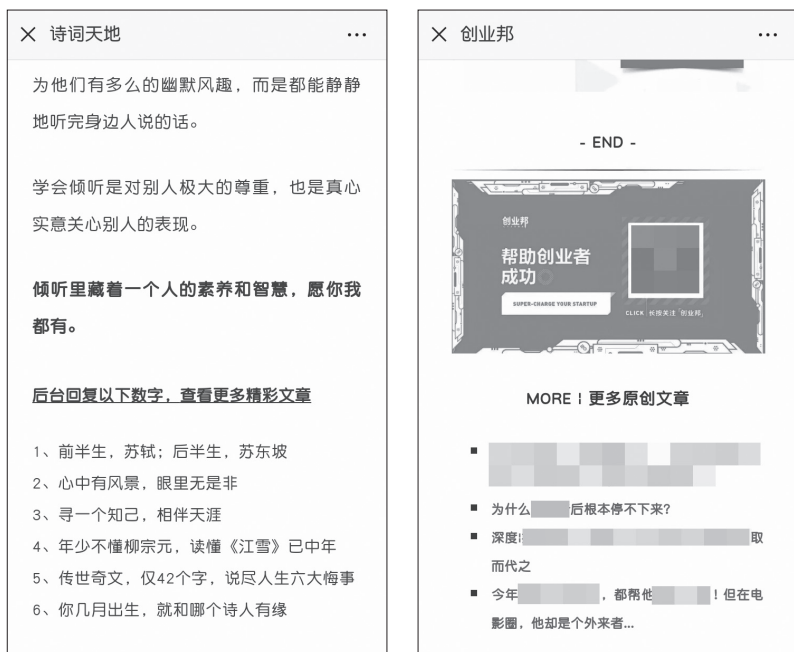 诗词天地
为他们有多么的幽默风趣，而是都能静静
地听完身边人说的话。
学会倾听是对别人极大的尊重，也是真心
实意关心别人的表现。
倾听里藏着一个人的素养和智慧，愿你我
都有。
后台回复以下数字，查看更多精彩文章
1、前半生，苏轼；后半生，苏东坡
2、心中有风景，眼里无是非
3、寻一个知己，相伴天涯
4、年少不懂柳宗元，读懂《江雪》已中年
5、传世奇文，仅42个字，说尽人生六大悔事
6、你几月出生，就和哪个诗人有缘
创业邦
- END -
创业邦
帮助创业者
成功
SUPER-CHARGE YOUR STARTUP
CLICK 长按关注「创业邦」
MORE | 更多原创文章
为什么 后根本停不下来?
深度| 取
而代之
今年 ，都帮他 ！但在电
影圈，他却是个外来者...